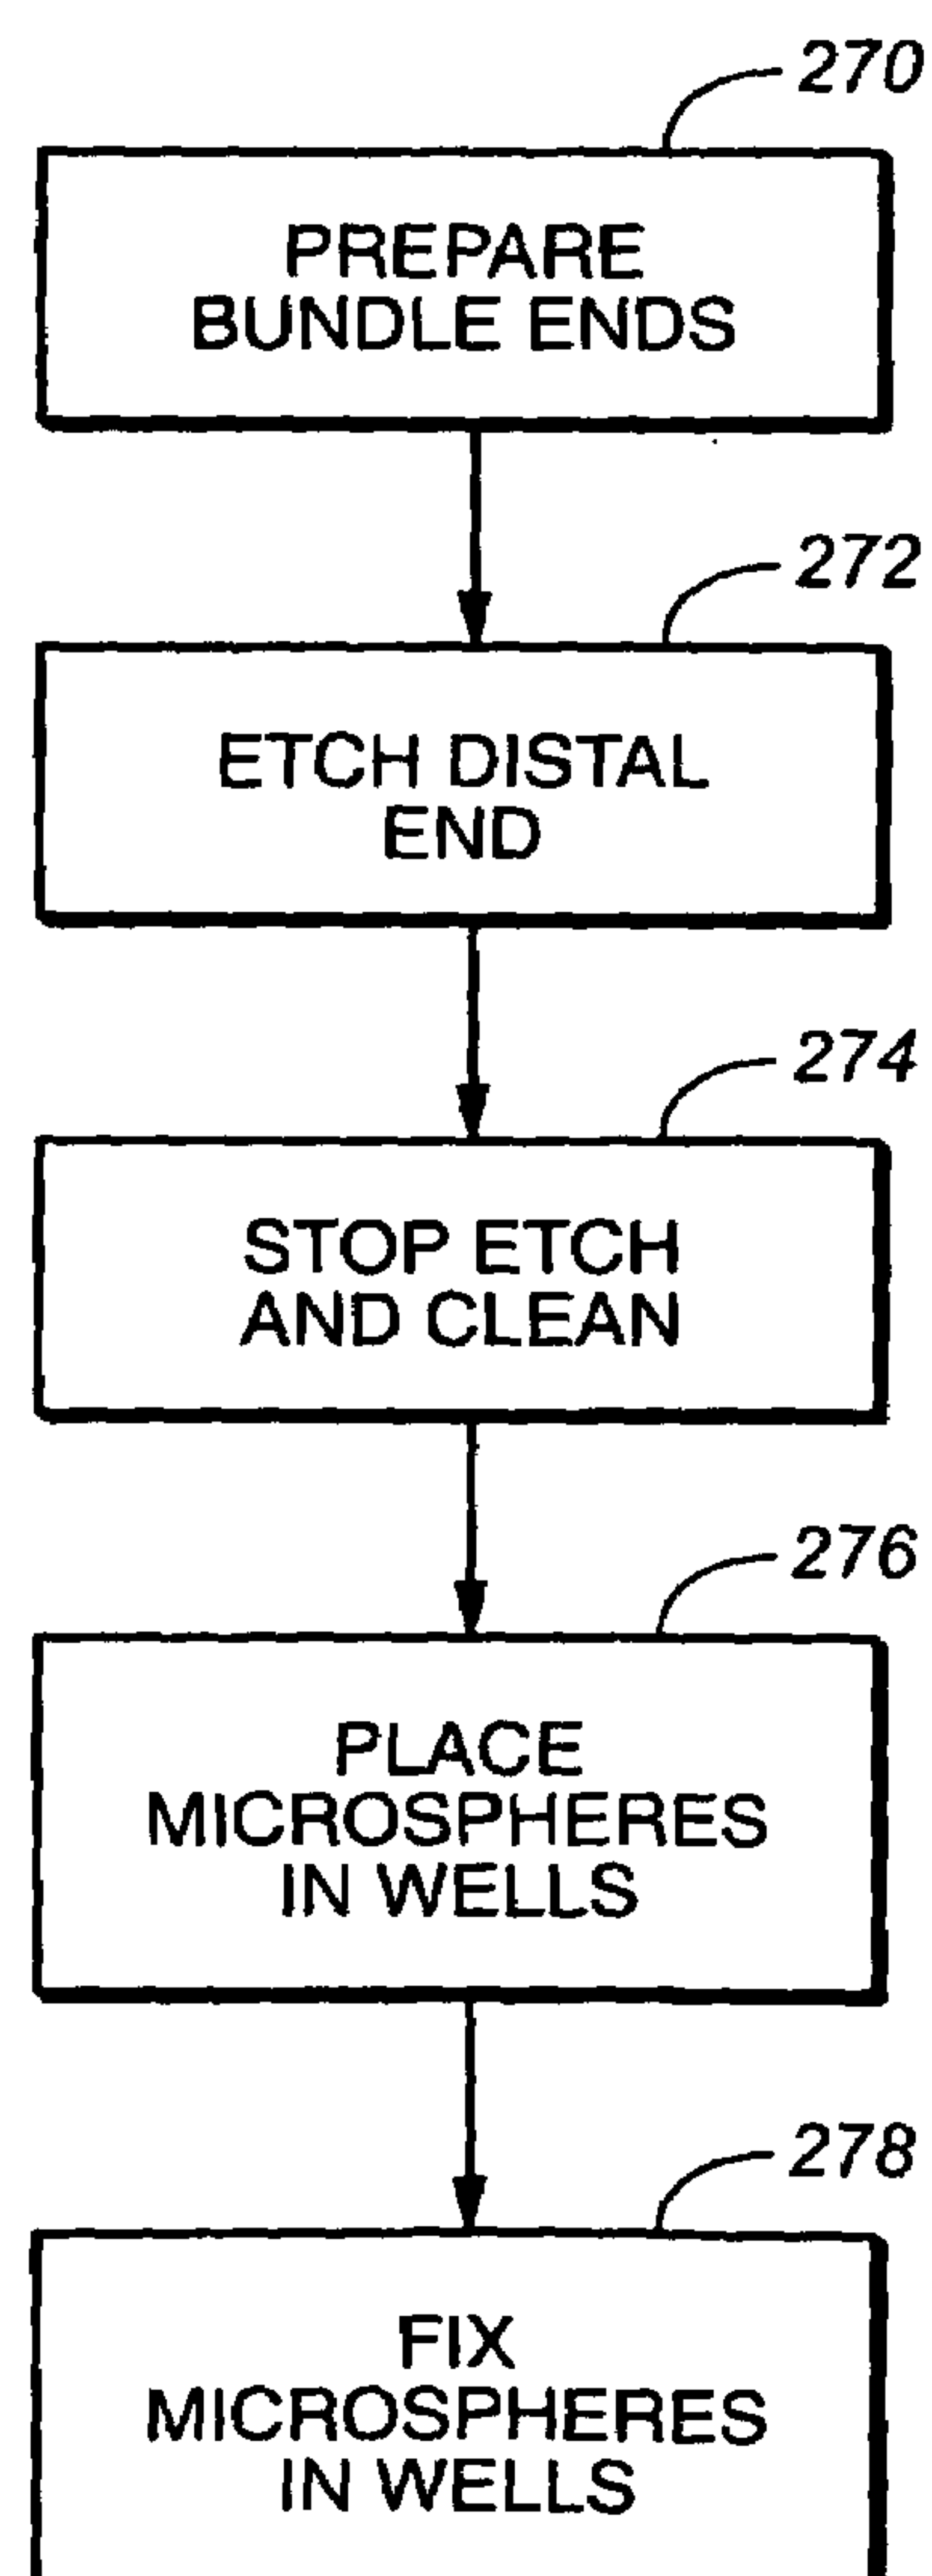 270
PREPARE
BUNDLE ENDS
272
ETCH DISTAL
END
274
STOP ETCH
AND CLEAN
276
PLACE
MICROSPHERES
IN WELLS
278
FIX
MICROSPHERES
IN WELLS